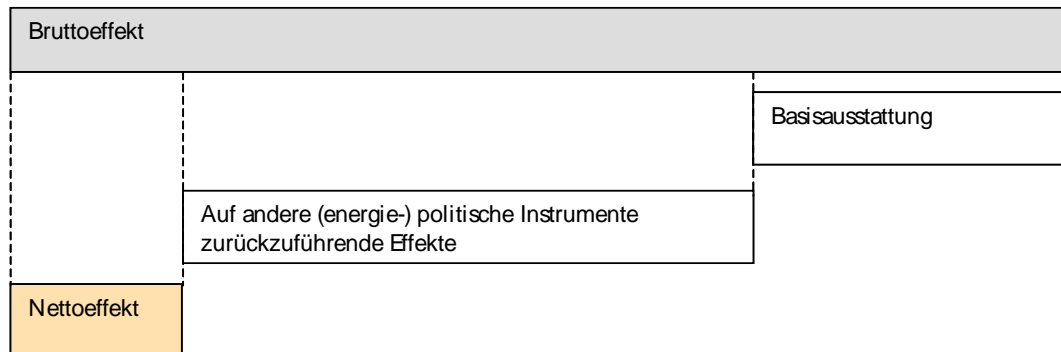 Bruttoeffekt
Basisausstattung
Auf andere (energie-) politische Instrumente
zurückzuführende Effekte
Nettoeffekt